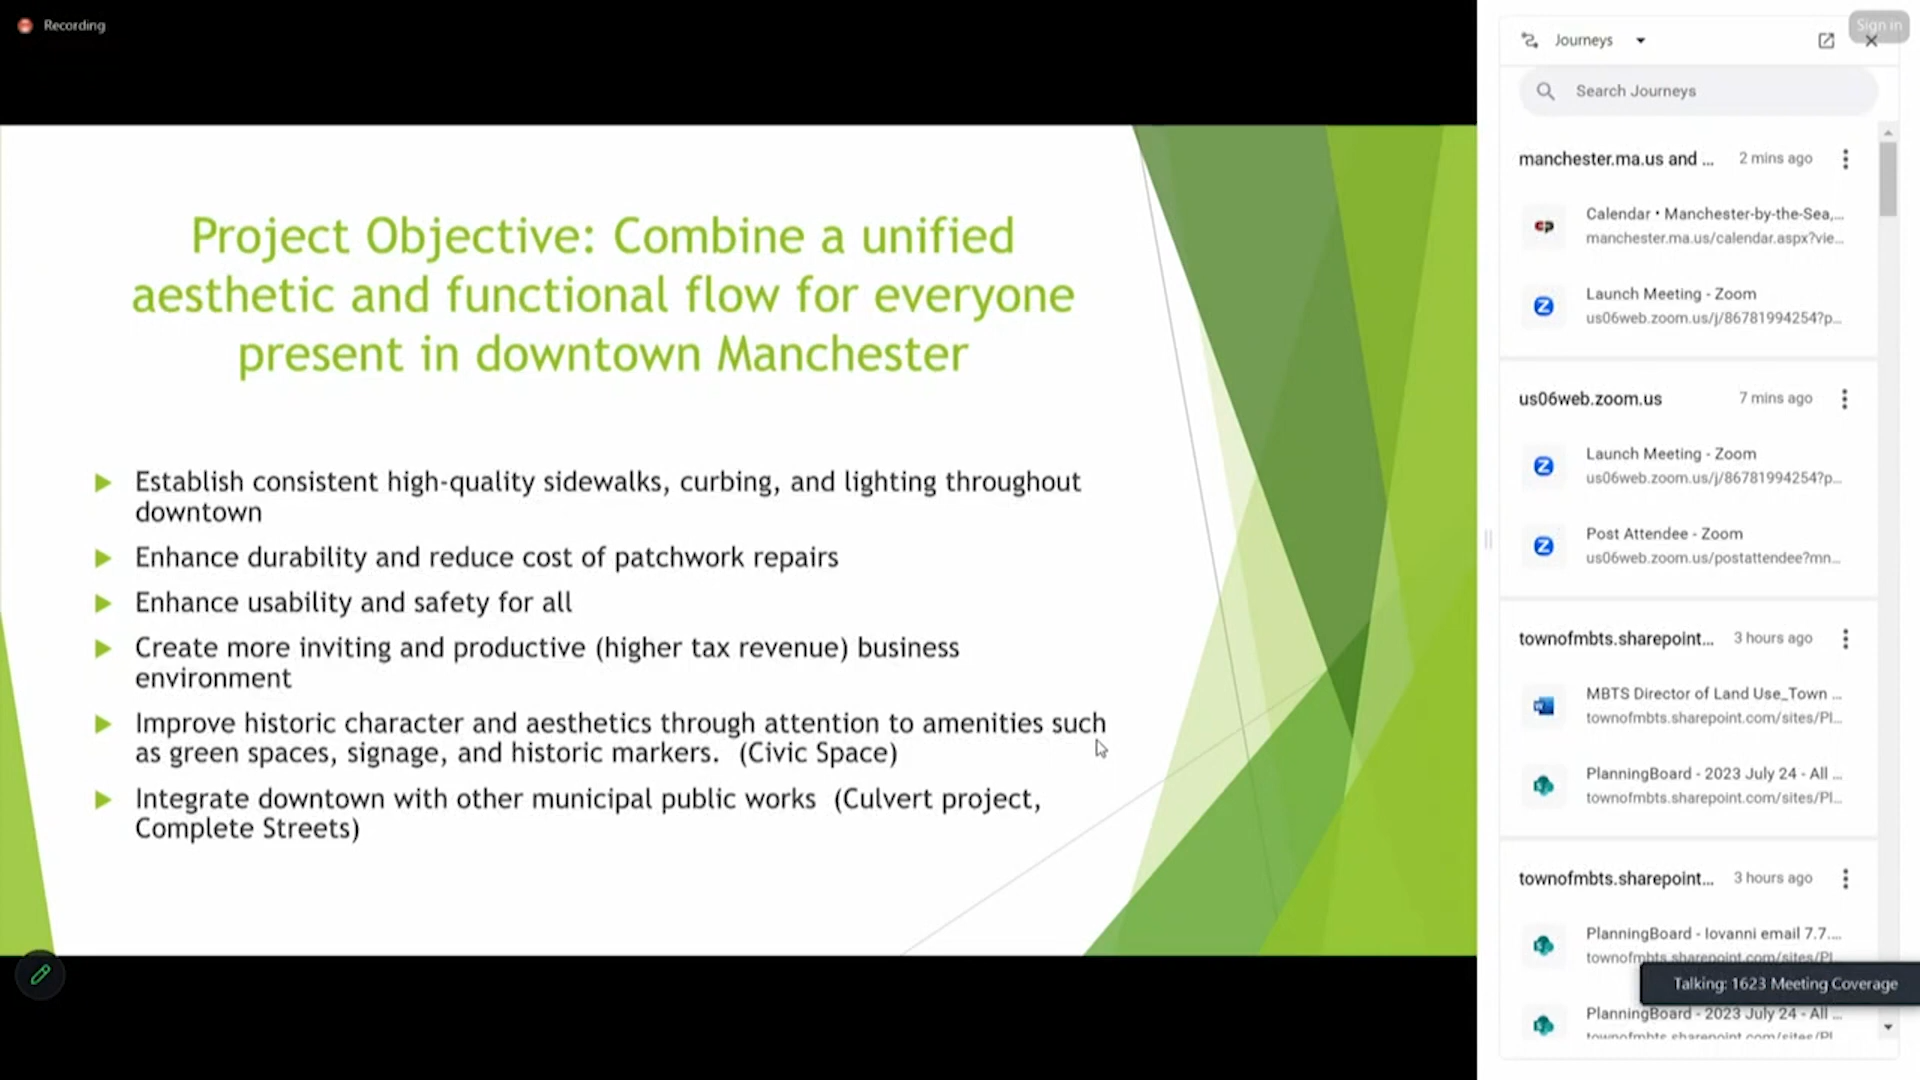 Recording
Project Objective: Combine a unified
aesthetic and functional flow for everyone
present in downtown Manchester
Establish consistent high-quality sidewalks, curbing, and lighting throughout
downtown
Enhance durability and reduce cost of patchwork repairs
Enhance usability and safety for all
Create more inviting and productive (higher tax revenue) business
environment
Improve historic character and aesthetics through attention to amenities such
as green spaces, signage, and historic markers. (Civic Space)
Integrate downtown with other municipal public works (Culvert project,
Complete Streets)
Sign in
Journeys
Search Journeys
manchester.ma.us and ... 2 mins ago
Calendar • Manchester-by-the-Sea,...
manchester.ma.us/calendar.aspx?vie...
Launch Meeting - Zoom
us06web.zoom.us/j/86781994254?p...
us06web.zoom.us 7 mins ago
Launch Meeting - Zoom
us06web.zoom.us/j/86781994254?p...
Post Attendee - Zoom
us06web.zoom.us/postattendee?mn...
townofmbts.sharepoint... 3 hours ago
MBTS Director of Land Use_Town ...
townofmbts.sharepoint.com/sites/Pl...
PlanningBoard - 2023 July 24 - All ...
townofmbts.sharepoint.com/sites/Pl...
townofmbts.sharepoint... 3 hours ago
PlanningBoard - Iovanni email 7.7....
townofmbts.sharepoint.com/sites/Pl
Talking: 1623 Meeting Coverage
PlanningBoard - 2023 July 24 - All ...
townofmbts.sharepoint.com/sites/Pl